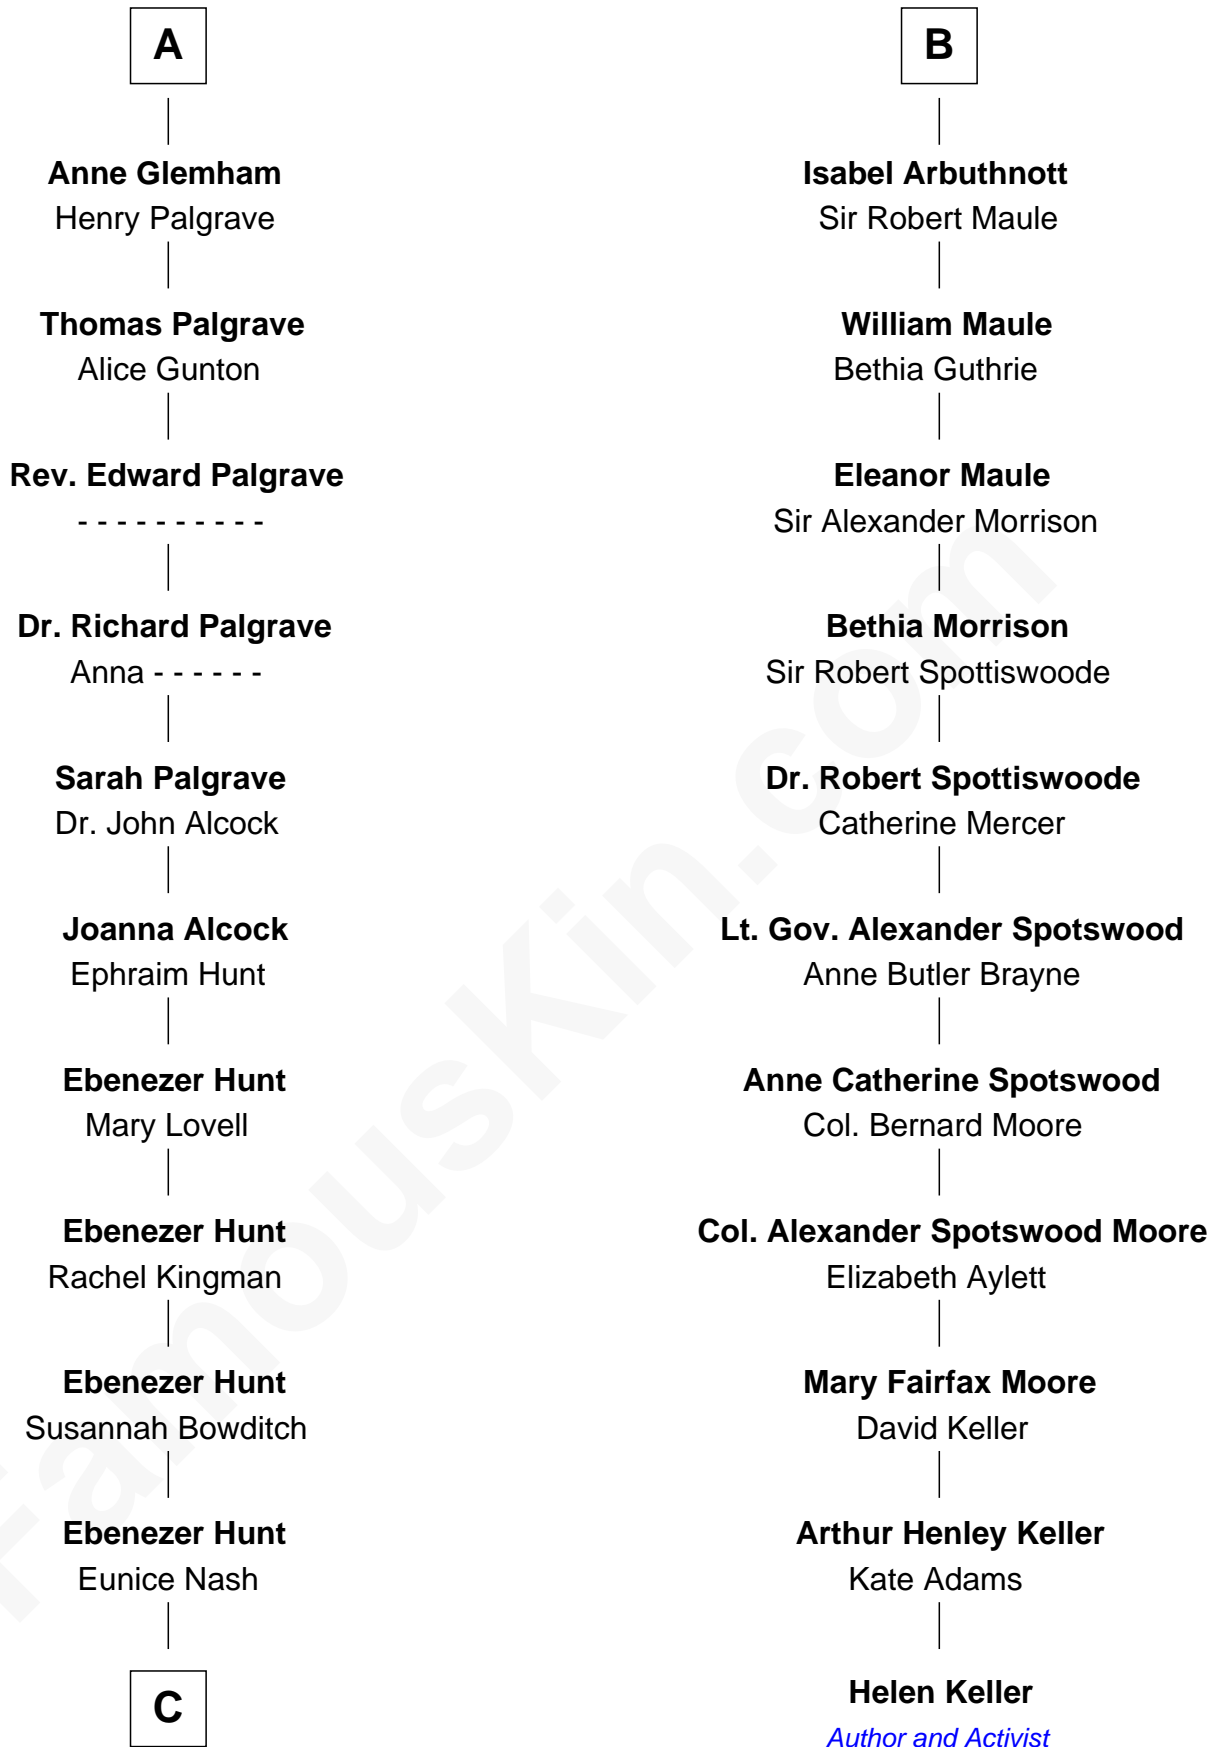 A
Anne Glemham
Henry Palgrave
Thomas Palgrave
Alice Gunton
Rev. Edward Palgrave
- - - - - - - - - -
Dr. Richard Palgrave
Anna - - - - - -
Sarah Palgrave
Dr. John Alcock
Joanna Alcock
Ephraim Hunt
Ebenezer Hunt
Mary Lovell
Ebenezer Hunt
Rachel Kingman
Ebenezer Hunt
Susannah Bowditch
Ebenezer Hunt
Eunice Nash
C
B
Isabel Arbuthnott
Sir Robert Maule
William Maule
Bethia Guthrie
Eleanor Maule
Sir Alexander Morrison
Bethia Morrison
Sir Robert Spottiswoode
Dr. Robert Spottiswoode
Catherine Mercer
Lt. Gov. Alexander Spotswood
Anne Butler Brayne
Anne Catherine Spotswood
Col. Bernard Moore
Col. Alexander Spotswood Moore
Elizabeth Aylett
Mary Fairfax Moore
David Keller
Arthur Henley Keller
Kate Adams
Helen Keller
Author and Activist
FamousKin.com